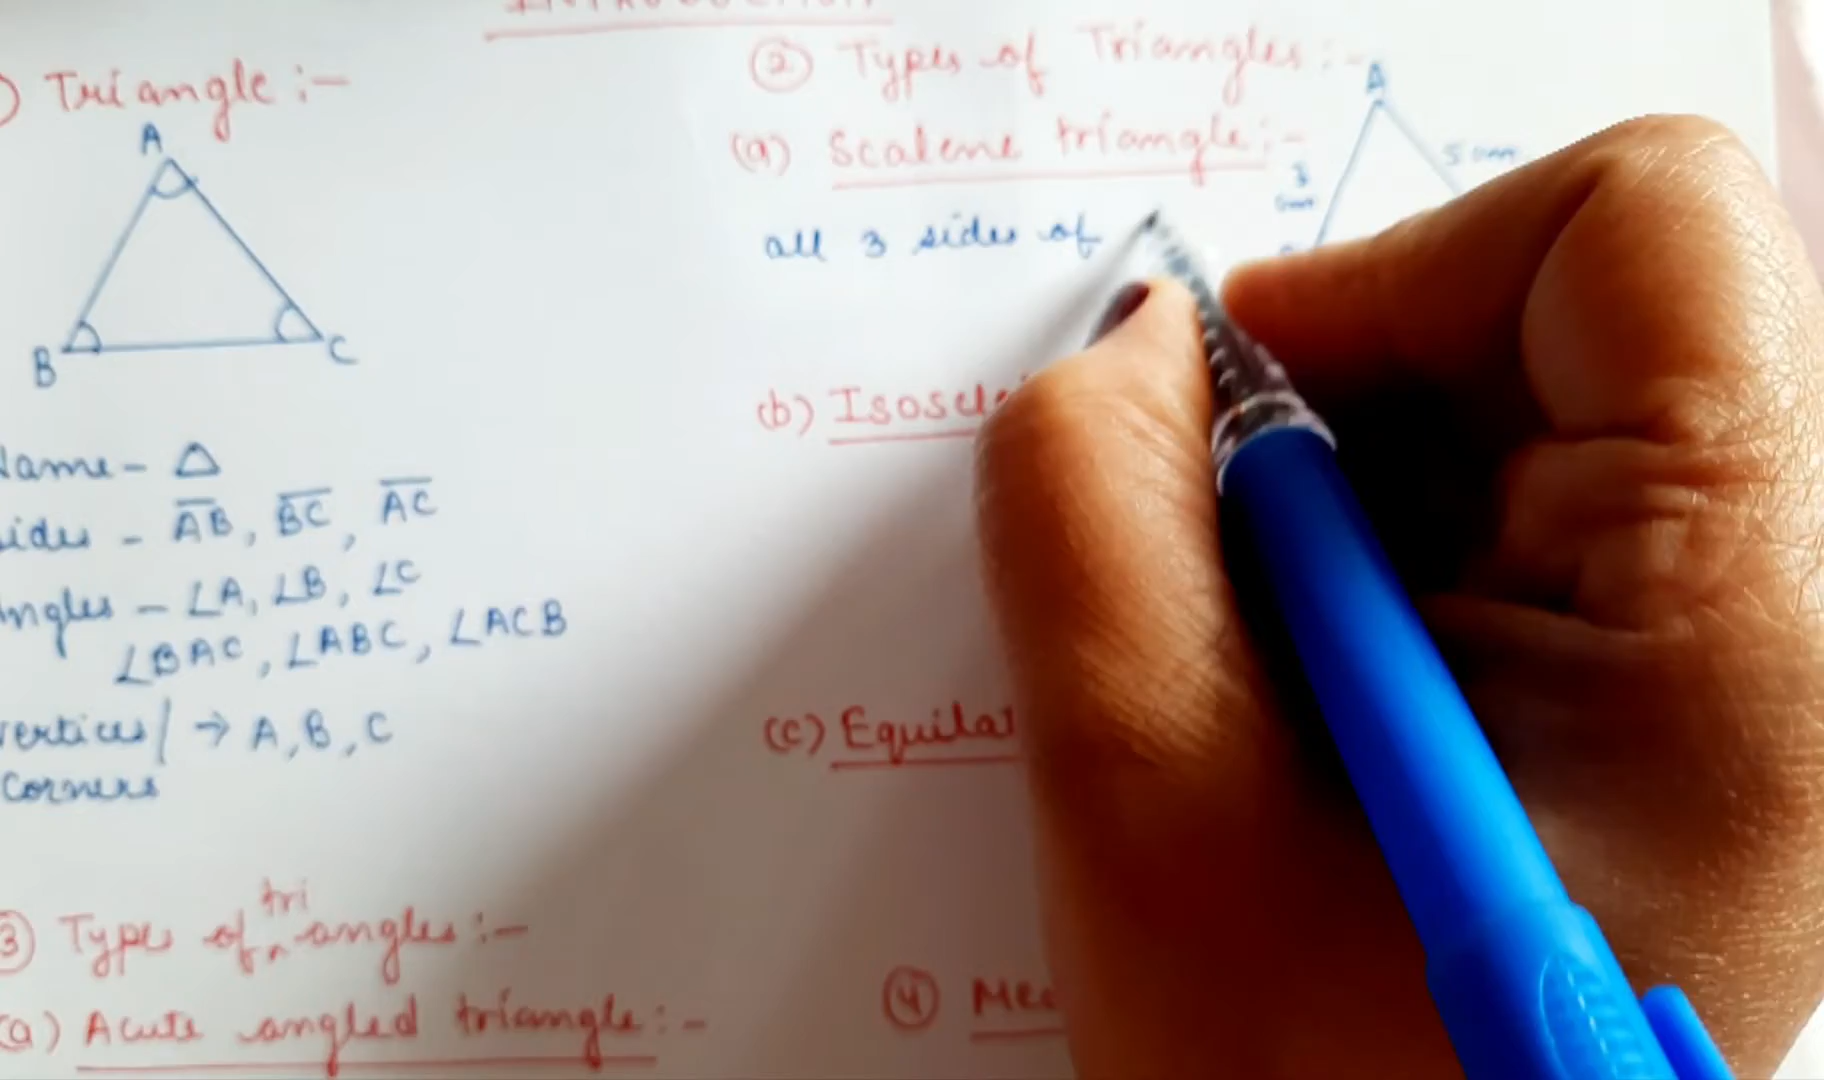 Triangle :-
A
B
C
Name - △
Sides - AB, BC, AC
Angles - ∠A, ∠B, ∠C
∠BAC, ∠ABC, ∠ACB
vertices/ → A, B, C
Corners
② Types of Triangles :-
(a) Scalene triangle :-
A
3 cm
5 cm
all 3 sides of
(b)
(c)
③ Types of triangles :-
(a) Acute angled triangle :-
④